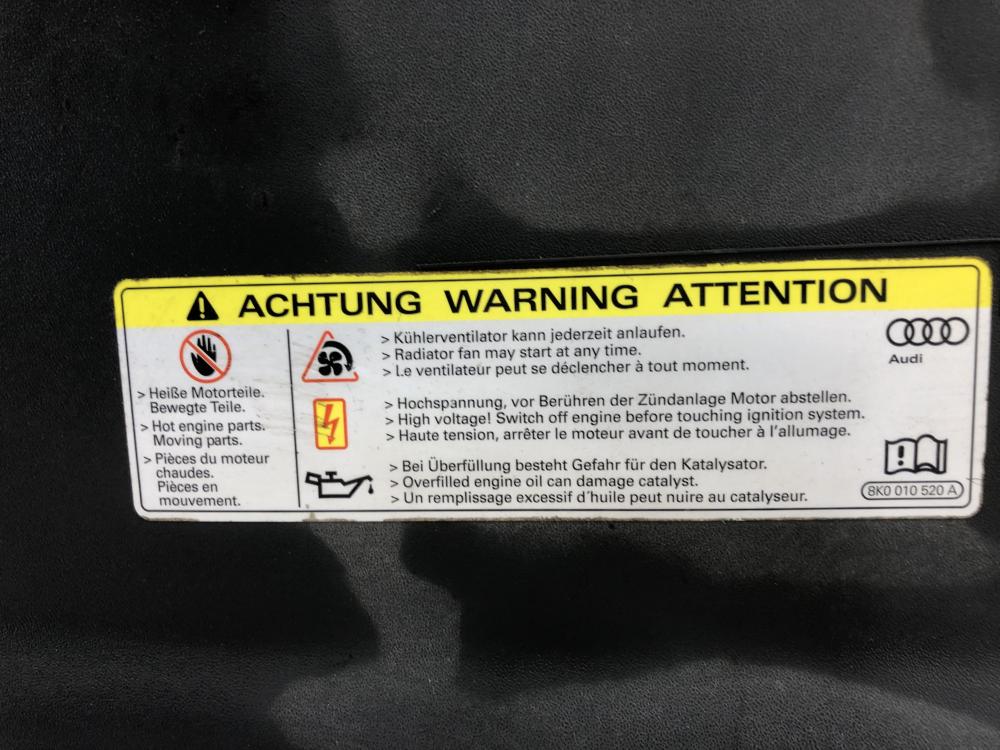 ACHTUNG WARNING ATTENTION
> Heiße Motorteile.
Bewegte Teile.
> Hot engine parts.
Moving parts.
> Pièces du moteur
chaudes.
Pièces en
mouvement.
> Kühlerventilator kann jederzeit anlaufen.
> Radiator fan may start at any time.
> Le ventilateur peut se déclencher à tout moment.
> Hochspannung, vor Berühren der Zündanlage Motor abstellen.
> High voltage! Switch off engine before touching ignition system.
> Haute tension, arrêter le moteur avant de toucher à l'allumage.
> Bei Überfüllung besteht Gefahr für den Katalysator.
> Overfilled engine oil can damage catalyst.
> Un remplissage excessif d´huile peut nuire au catalyseur.
Audi
8K0 010 520 A